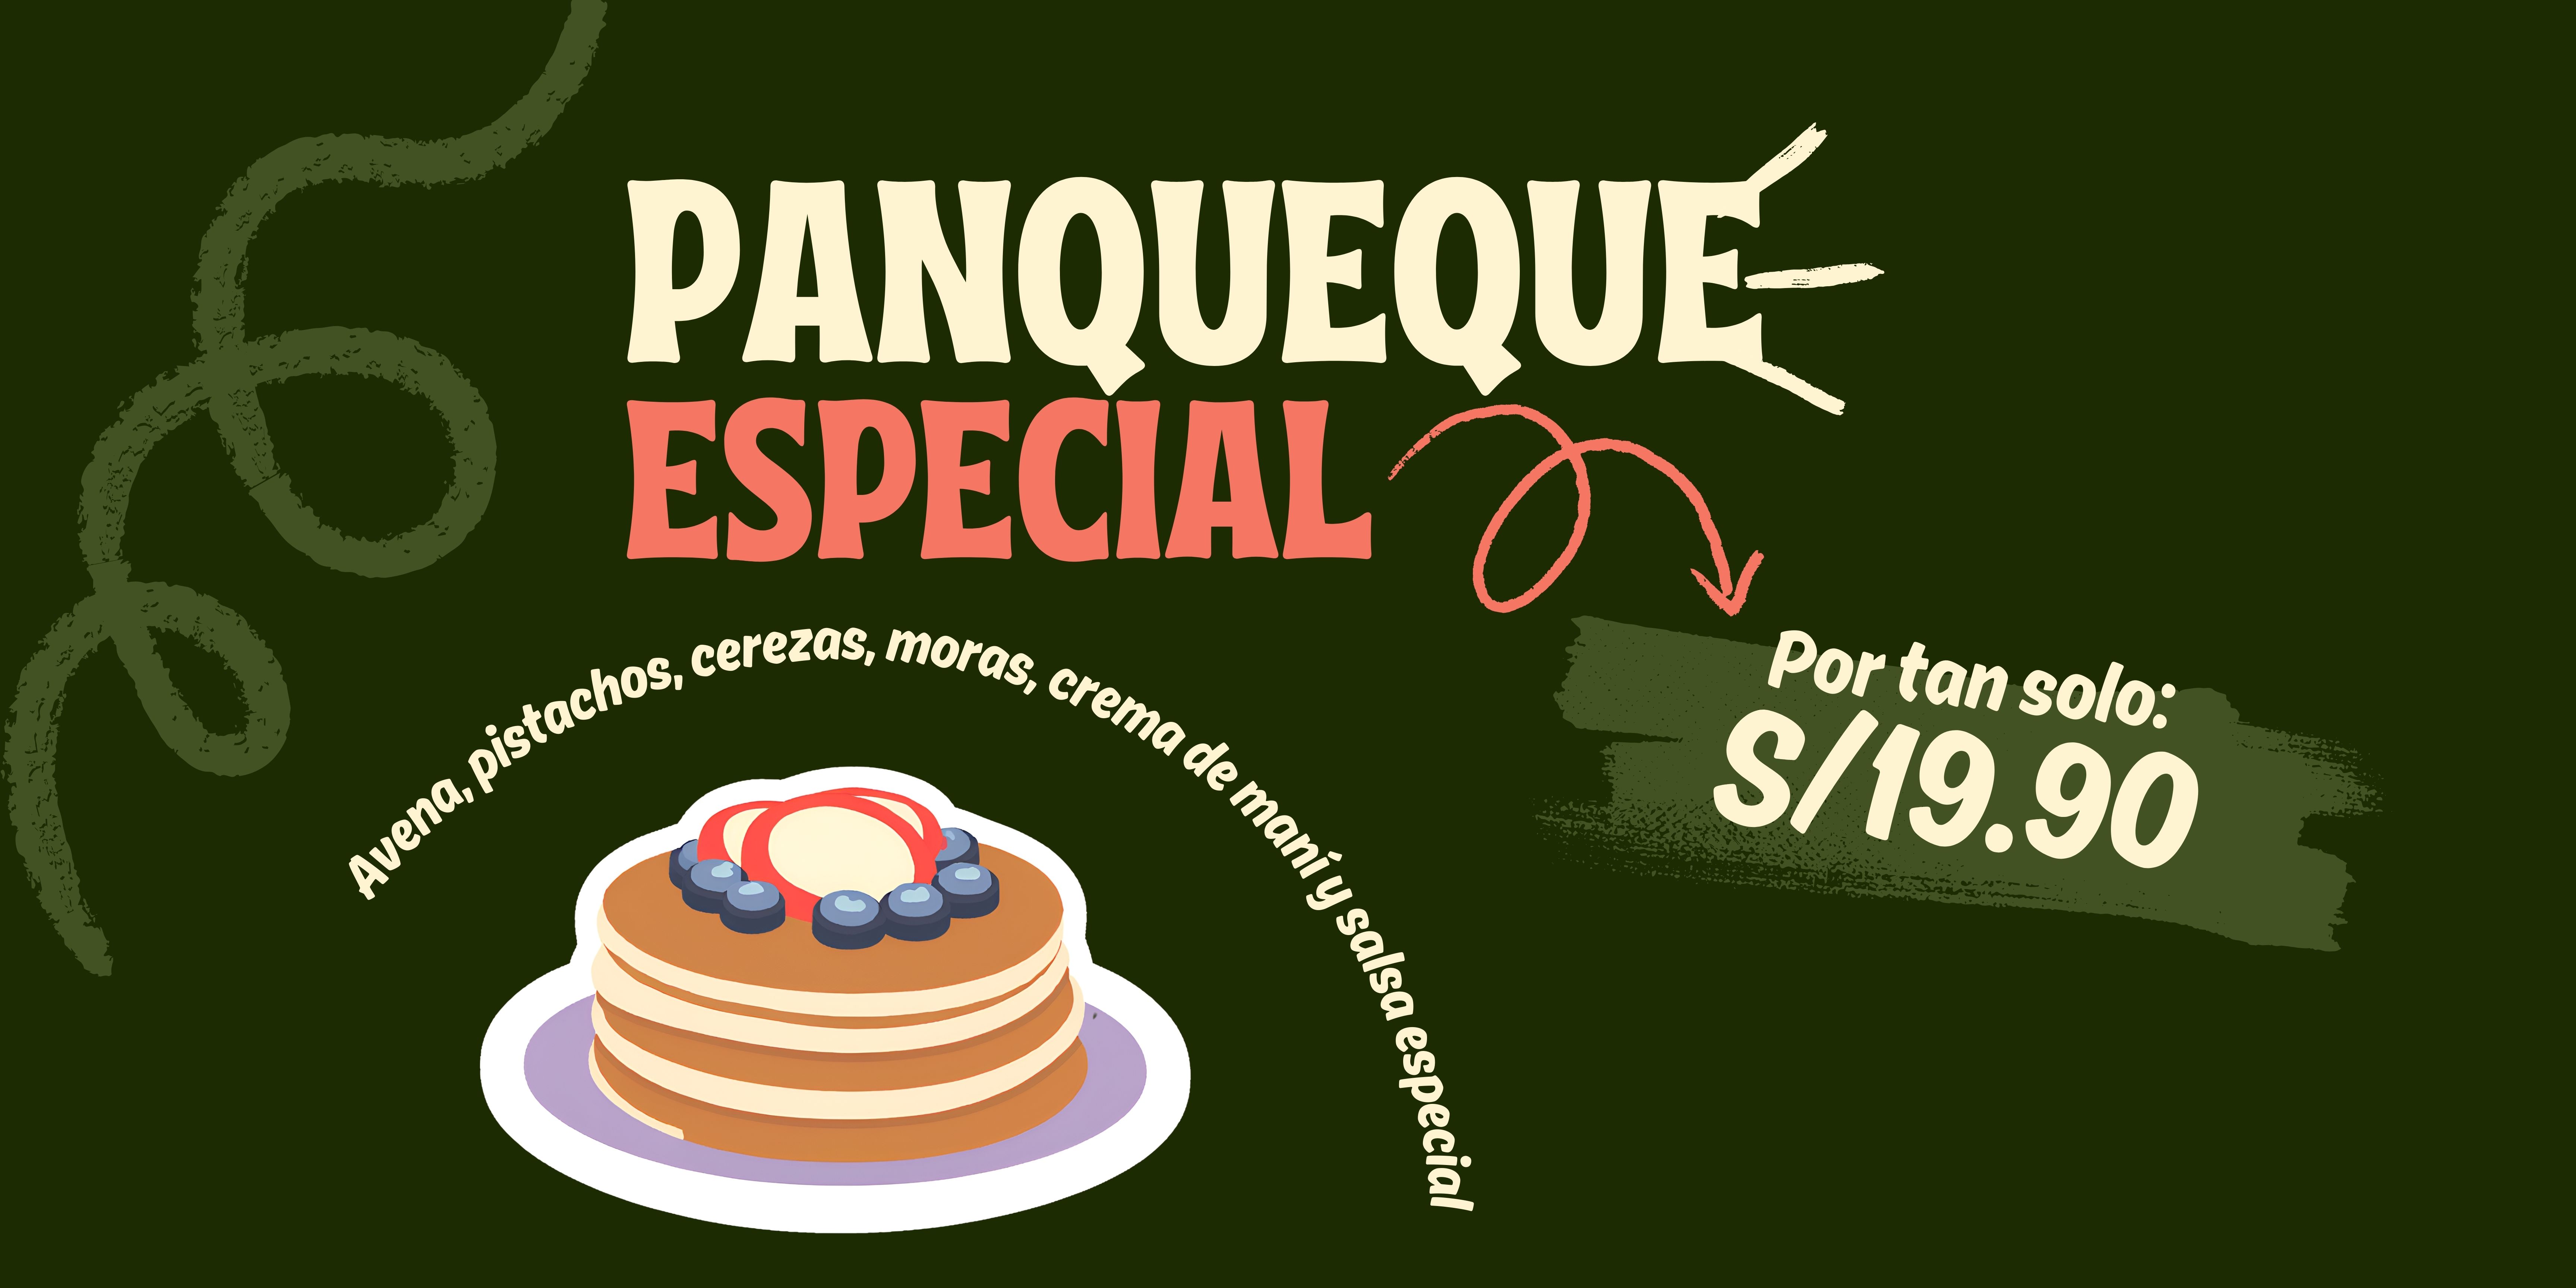 PANQUEQUE
ESPECIAL
Avena, pistachos, cerezas, moras, crema de maní y salsa especial
Por tan solo:
S/19.90